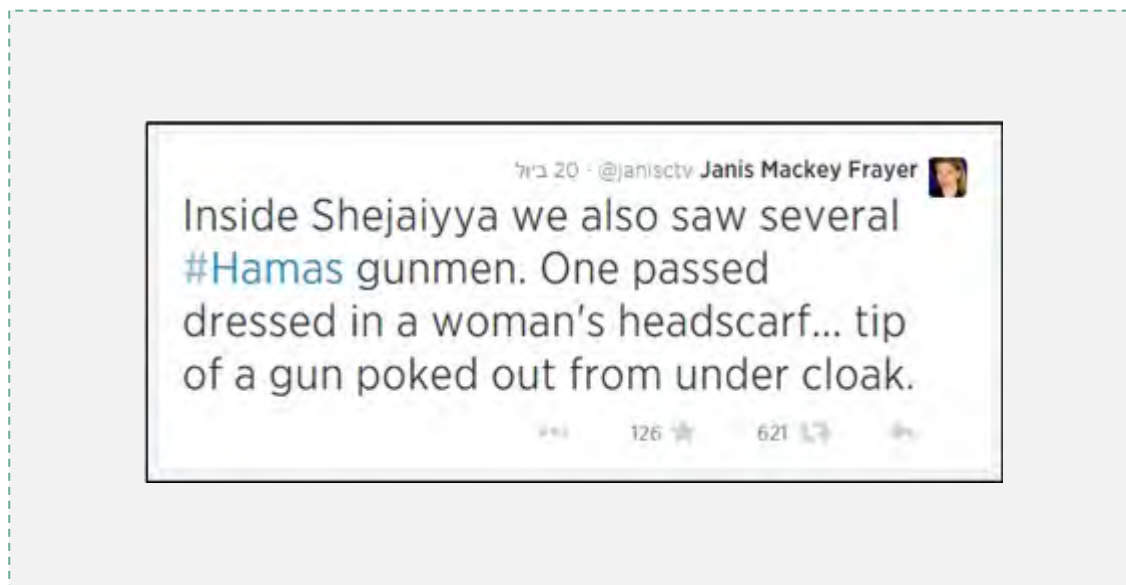 Janis Mackey Frayer @janisctv · 20 ביול
Inside Shejaiyya we also saw several
#Hamas gunmen. One passed
dressed in a woman's headscarf... tip
of a gun poked out from under cloak.
126 621